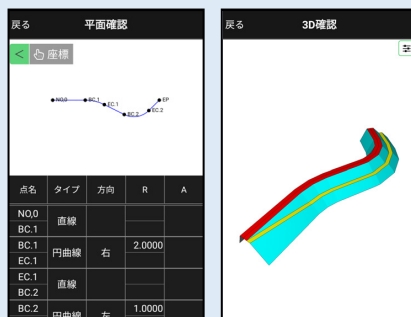 戻る 平面確認
< 座標
NO,0 BC.1 EC.1 BC.2 EC.2 EP
点名 タイプ 方向 R A
NO,0
BC.1
直線
BC.1
EC.1
円曲線 右 2.0000
EC.1
BC.2
直線
BC.2
円曲線 左 1.0000
戻る 3D確認